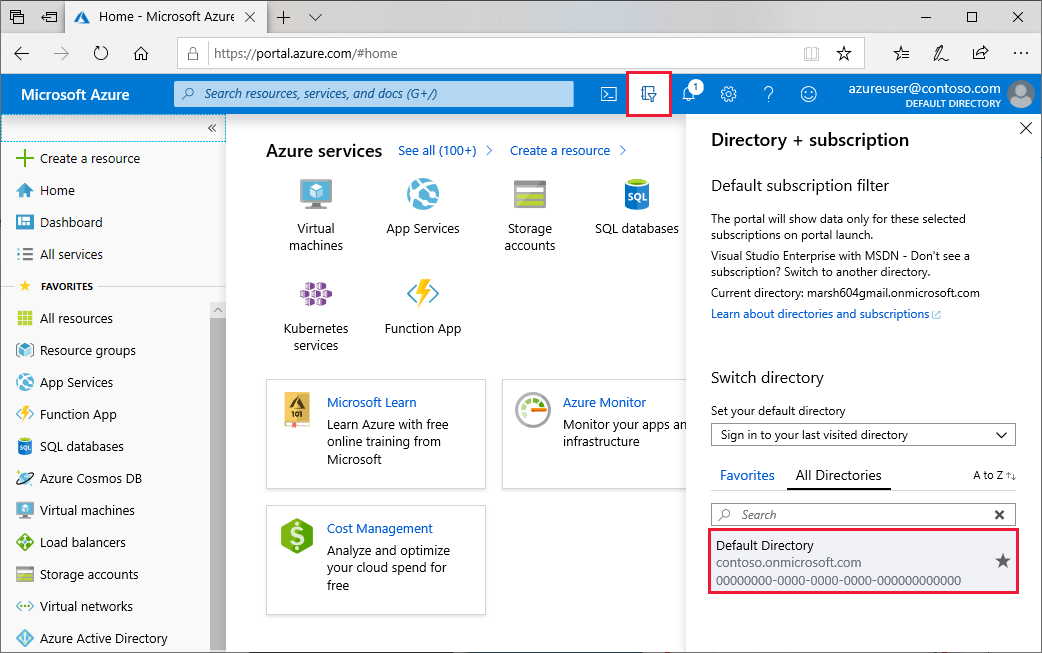 Home - Microsoft Azure
https://portal.azure.com/#home
Microsoft Azure
Search resources, services, and docs (G+/)
1
azureuser@contoso.com
DEFAULT DIRECTORY
Create a resource
Home
Dashboard
All services
FAVORITES
All resources
Resource groups
App Services
Function App
SQL databases
Azure Cosmos DB
Virtual machines
Load balancers
Storage accounts
Virtual networks
Azure Active Directory
Azure services
See all (100+)
Create a resource
Virtual
machines
App Services
Storage
accounts
SQL
SQL databases
Kubernetes
services
Function App
101
Microsoft Learn
Learn Azure with free
online training from
Microsoft
Azure Monitor
Monitor your apps an
infrastructure
Cost Management
Analyze and optimize
your cloud spend for
free
Directory + subscription
Default subscription filter
The portal will show data only for these selected
subscriptions on portal launch.
Visual Studio Enterprise with MSDN - Don't see a
subscription? Switch to another directory.
Current directory: marsh604gmail.onmicrosoft.com
Learn about directories and subscriptions
Switch directory
Set your default directory
Sign in to your last visited directory
Favorites
All Directories
A to Z
Search
Default Directory
contoso.onmicrosoft.com
00000000-0000-0000-0000-000000000000